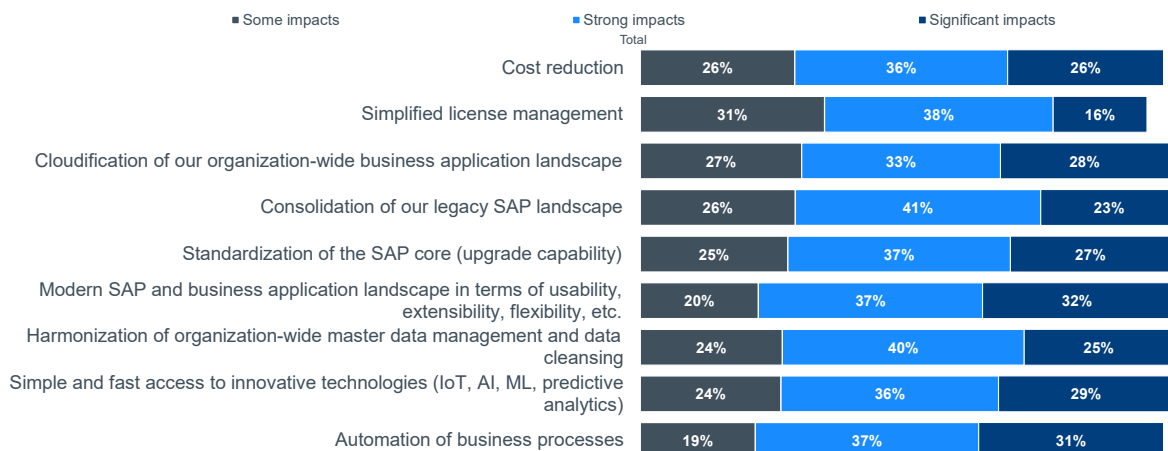 Some impacts
Strong impacts
Significant impacts
Total
Cost reduction
26%
36%
26%
Simplified license management
31%
38%
16%
Cloudification of our organization-wide business application landscape
27%
33%
28%
Consolidation of our legacy SAP landscape
26%
41%
23%
Standardization of the SAP core (upgrade capability)
25%
37%
27%
Modern SAP and business application landscape in terms of usability,
extensibility, flexibility, etc.
20%
37%
32%
Harmonization of organization-wide master data management and data
cleansing
24%
40%
25%
Simple and fast access to innovative technologies (IoT, AI, ML, predictive
analytics)
24%
36%
29%
Automation of business processes
19%
37%
31%